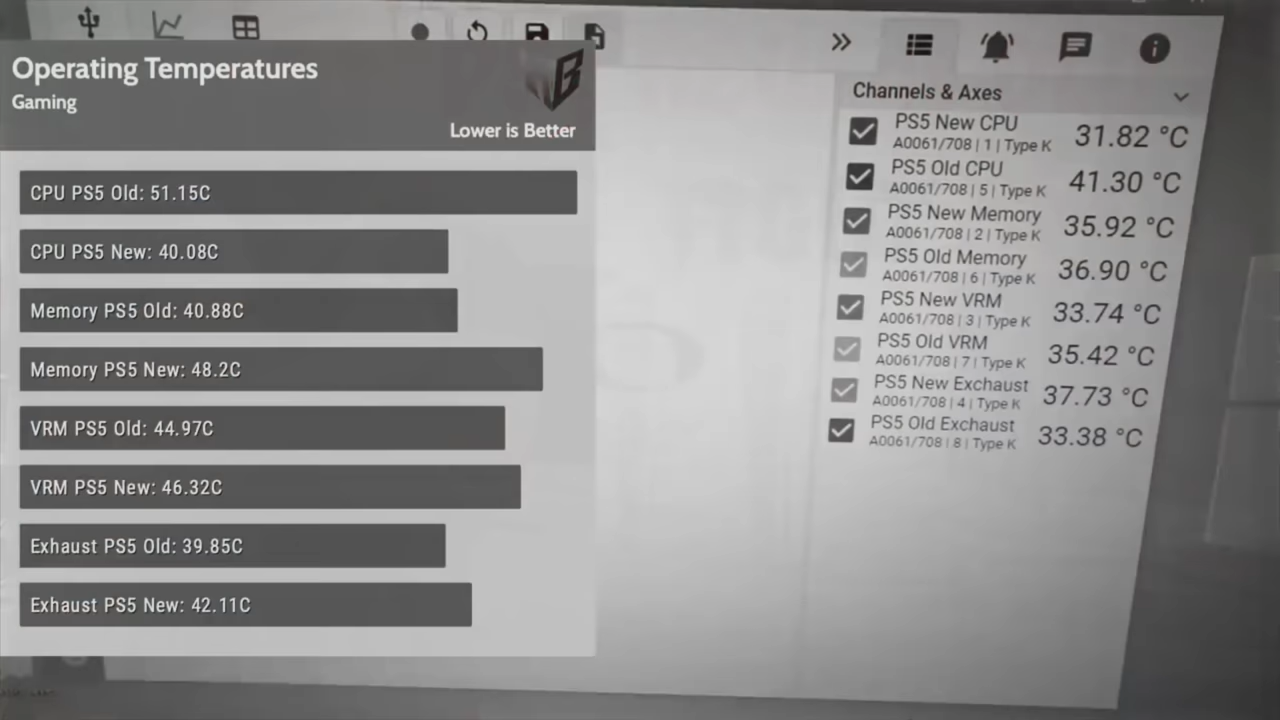 Operating Temperatures
Gaming
Lower is Better
CPU PS5 Old: 51.15C
CPU PS5 New: 40.08C
Memory PS5 Old: 40.88C
Memory PS5 New: 48.2C
VRM PS5 Old: 44.97C
VRM PS5 New: 46.32C
Exhaust PS5 Old: 39.85C
Exhaust PS5 New: 42.11C
Channels & Axes
PS5 New CPU 31.82 °C
A0061/708 | 1 | Type K
PS5 Old CPU 41.30 °C
A0061/708 | 5 | Type K
PS5 New Memory 35.92 °C
A0061/708 | 2 | Type K
PS5 Old Memory 36.90 °C
A0061/708 | 6 | Type K
PS5 New VRM 33.74 °C
A0061/708 | 3 | Type K
PS5 Old VRM 35.42 °C
A0061/708 | 7 | Type K
PS5 New Exchaust 37.73 °C
A0061/708 | 4 | Type K
PS5 Old Exchaust 33.38 °C
A0061/708 | 8 | Type K